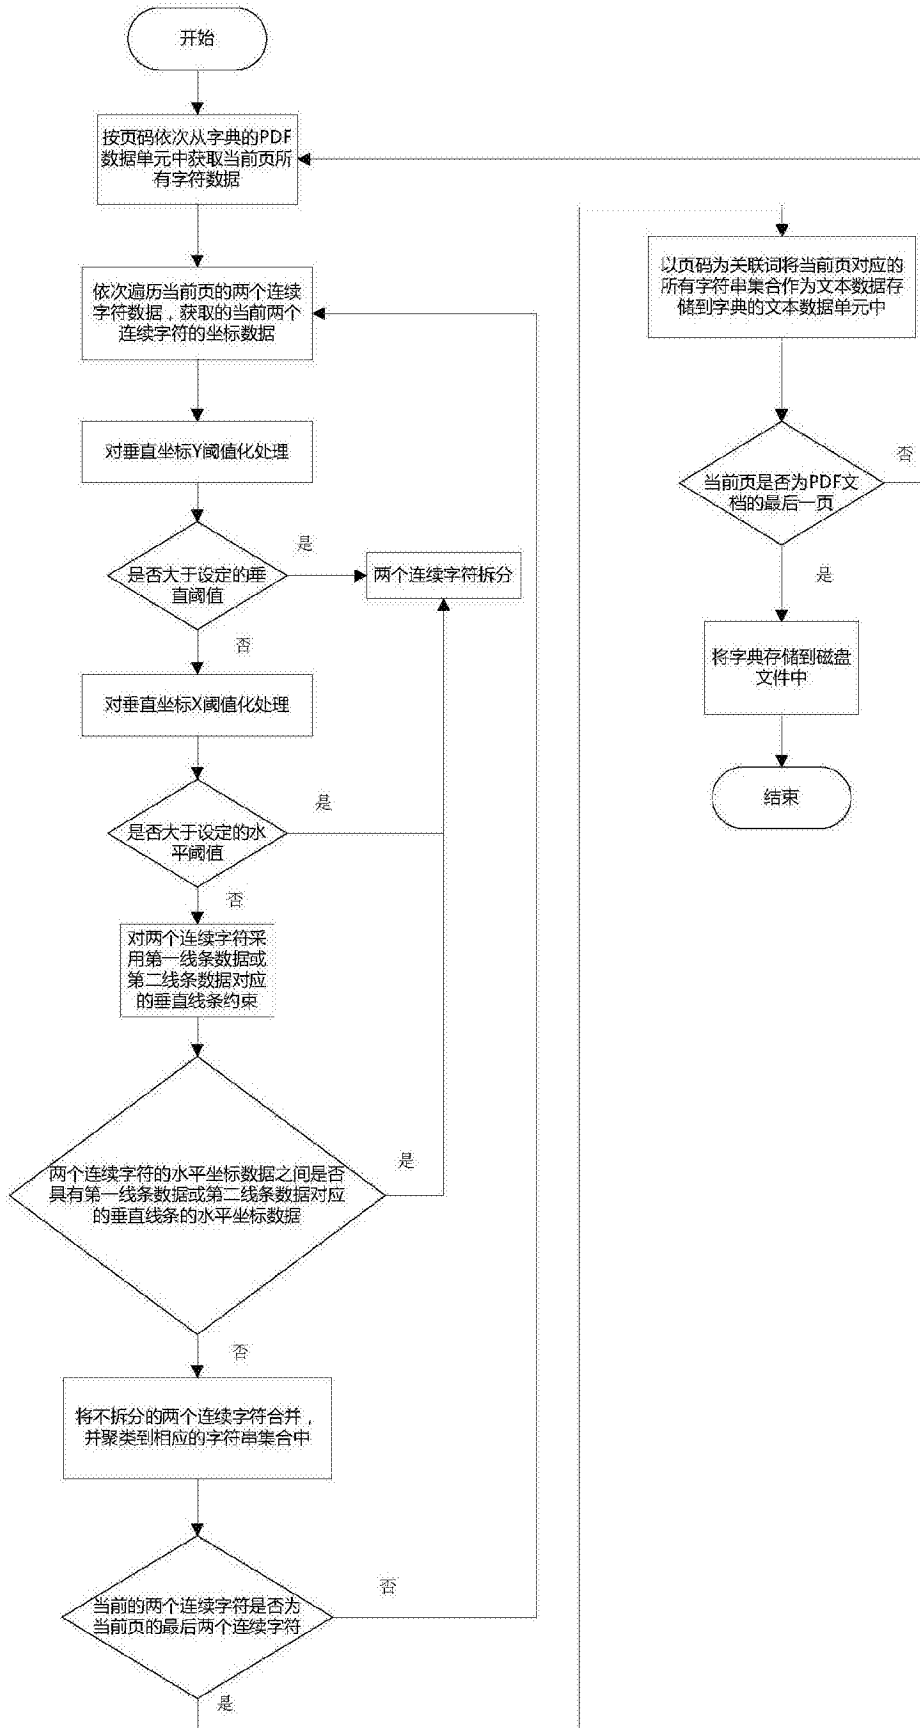 开始
按页码依次从字典的PDF
数据单元中获取当前页所
有字符数据
依次遍历当前页的两个连续
字符数据，获取的当前两个
连续字符的坐标数据
对垂直坐标Y阈值化处理
是否大于设定的垂
直阈值
是
两个连续字符拆分
否
对垂直坐标X阈值化处理
是否大于设定的水
平阈值
是
否
对两个连续字符采
用第一线条数据或
第二线条数据对应
的垂直线条约束
两个连续字符的水平坐标数据之间是否
具有第一线条数据或第二线条数据对应
的垂直线条的水平坐标数据
是
否
将不拆分的两个连续字符合并，
并聚类到相应的字符串集合中
当前的两个连续字符是否为
当前页的最后两个连续字符
否
是
以页码为关联词将当前页对应的
所有字符串集合作为文本数据存
储到字典的文本数据单元中
当前页是否为PDF文
档的最后一页
否
是
将字典存储到磁盘
文件中
结束